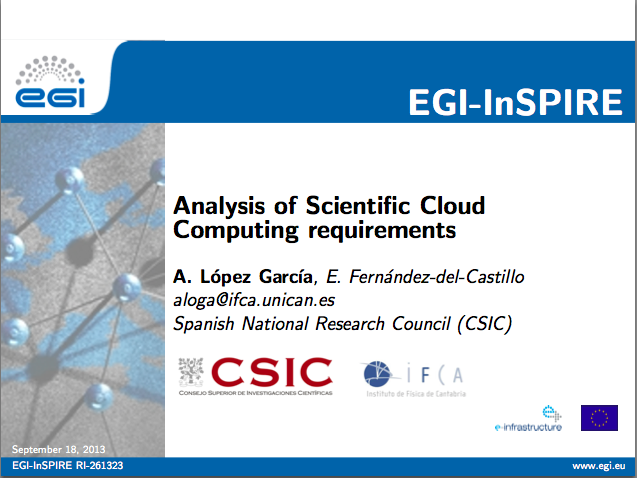 egi
EGI-InSPIRE
Analysis of Scientific Cloud
Computing requirements
A. López García, E. Fernández-del-Castillo
aloga@ifca.unican.es
Spanish National Research Council (CSIC)
CSIC
CONSEJO SUPERIOR DE INVESTIGACIONES CIENTÍFICAS
iFCA
Instituto de Física de Cantabria
e-infrastructure
September 18, 2013
EGI-InSPIRE RI-261323
www.egi.eu